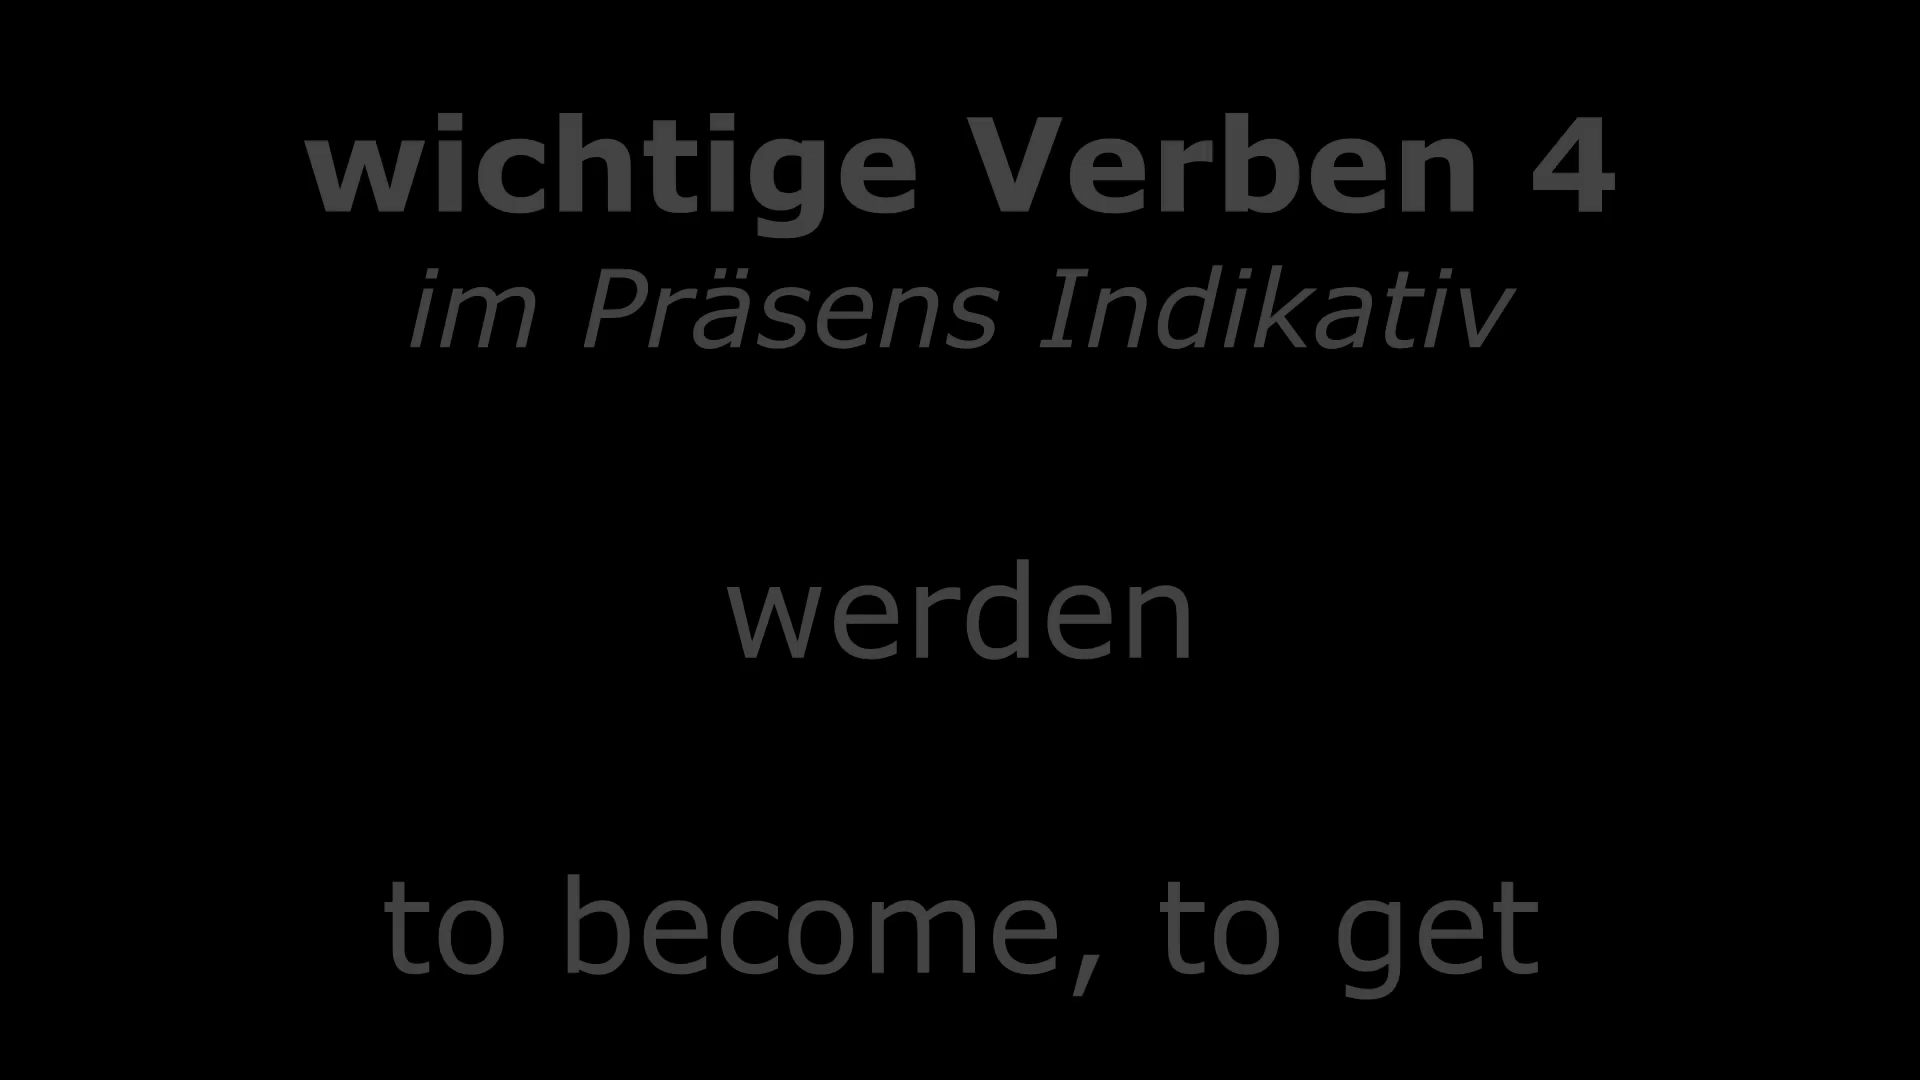 wichtige Verben 4
im Präsens Indikativ
werden
to become, to get